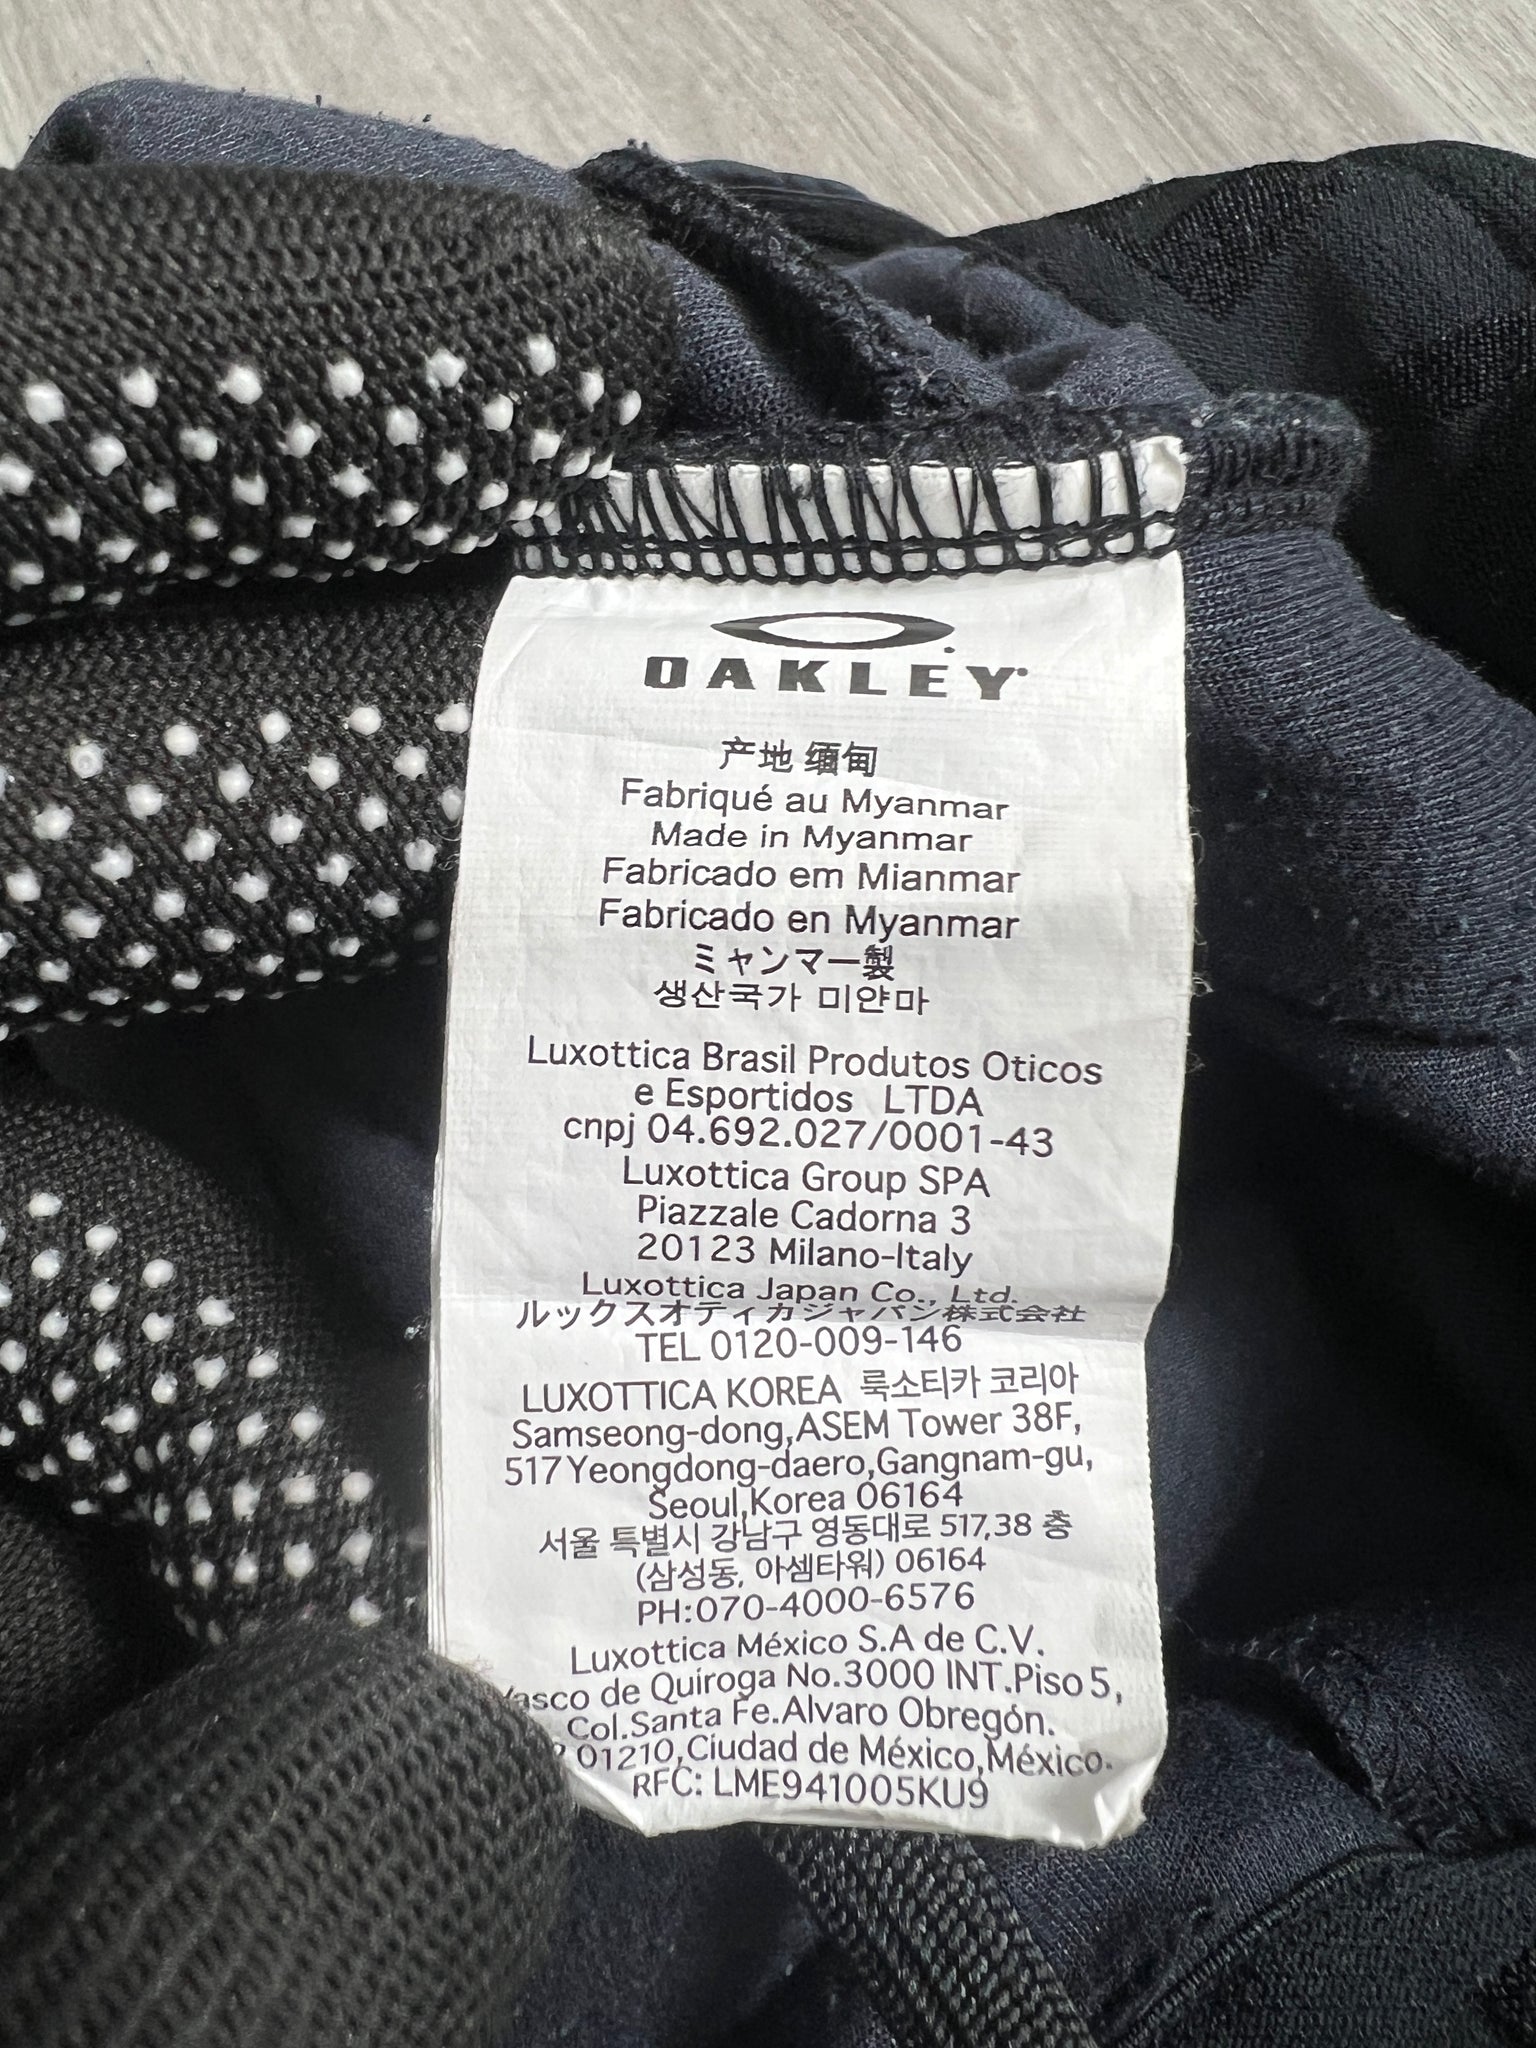 OAKLEY
产地 缅甸
Fabriqué au Myanmar
Made in Myanmar
Fabricado em Mianmar
Fabricado en Myanmar
ミャンマー製
생산국가 미얀마
Luxottica Brasil Produtos Oticos
e Esportidos LTDA
cnpj 04.692.027/0001-43
Luxottica Group SPA
Piazzale Cadorna 3
20123 Milano-Italy
Luxottica Japan Co., Ltd.
ルックスオティカジャパン株式会社
TEL 0120-009-146
LUXOTTICA KOREA 룩소티카 코리아
Samseong-dong,ASEM Tower 38F,
517 Yeongdong-daero,Gangnam-gu,
Seoul,Korea 06164
서울 특별시 강남구 영동대로 517,38 층
(삼성동, 아셈타워) 06164
PH:070-4000-6576
Luxottica México S.A de C.V.
de Quiroga No.3000 INT.Piso 5,
Col.Santa Fe.Alvaro Obregón.
01210,Ciudad de México,México.
RFC: LME941005KU9